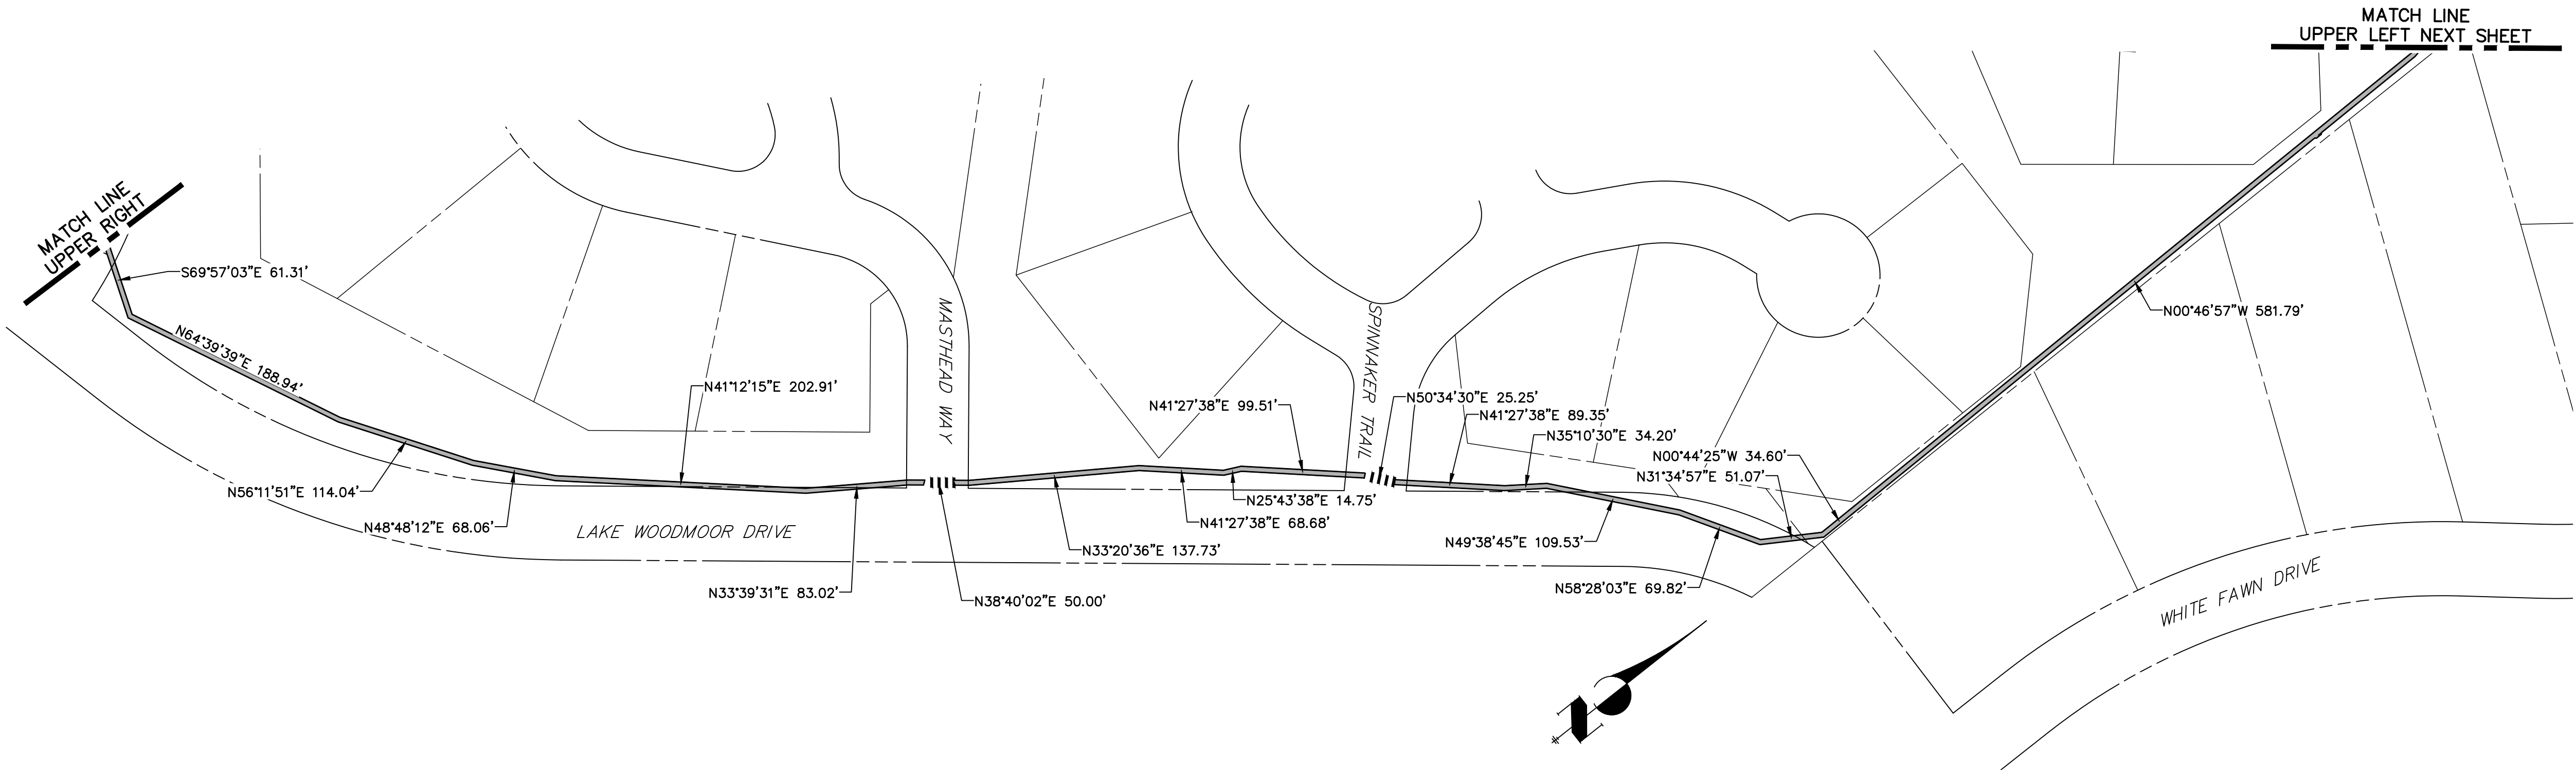 MATCH LINE
UPPER LEFT NEXT SHEET
MATCH LINE
UPPER RIGHT
S69°57'03"E 61.31'
N64°39'39"E 188.94'
N56°11'51"E 114.04'
N48°48'12"E 68.06'
N41°12'15"E 202.91'
LAKE WOODMOOR DRIVE
N33°39'31"E 83.02'
MASTHEAD WAY
N38°40'02"E 50.00'
N33°20'36"E 137.73'
N41°27'38"E 68.68'
N25°43'38"E 14.75'
N41°27'38"E 99.51'
SPINNAKER TRAIL
N50°34'30"E 25.25'
N41°27'38"E 89.35'
N35°10'30"E 34.20'
N49°38'45"E 109.53'
N58°28'03"E 69.82'
N31°34'57"E 51.07'
N00°44'25"W 34.60'
N00°46'57"W 581.79'
WHITE FAWN DRIVE
N